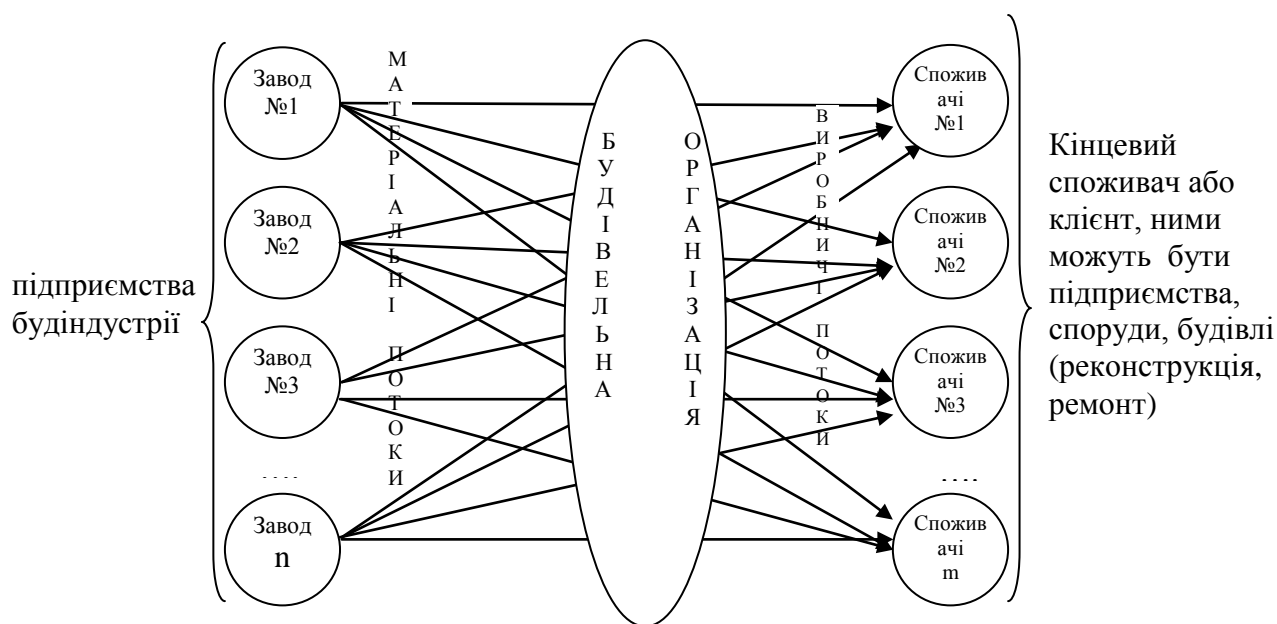 підприємства
будіндустрії
Завод
№1
Завод
№2
Завод
№3
....
Завод
n
МАТЕРІАЛЬНІ ПОТОКИ
БУДІВЕЛЬНА
ОРГАНІЗАЦІЯ
ВИРОБНИЧІ ПОТОКИ
Спожив
ачі
№1
Спожив
ачі
№2
Спожив
ачі
№3
....
Спожив
ачі
m
Кінцевий
споживач або
клієнт, ними
можуть бути
підприємства,
споруди, будівлі
(реконструкція,
ремонт)